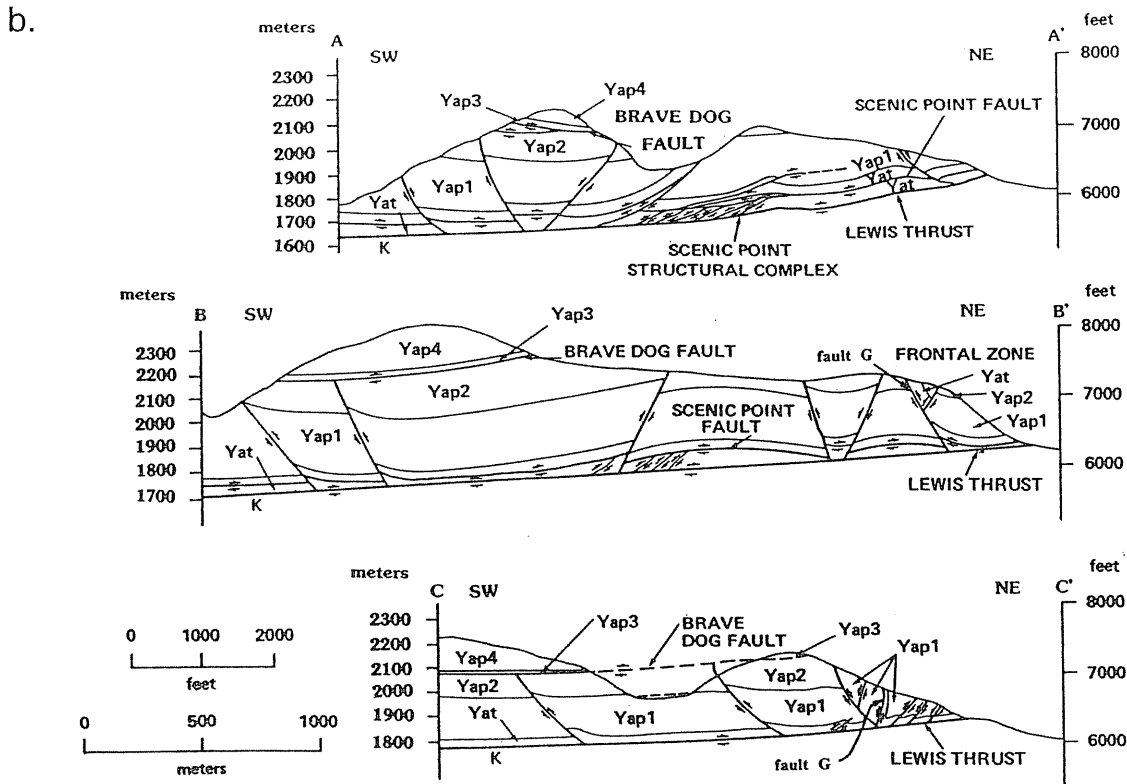 b.
meters
feet
A
A'
SW
NE
8000
7000
6000
2300
2200
2100
2000
1900
1800
1700
1600
Yap3
Yap4
BRAVE DOG
FAULT
SCENIC POINT FAULT
Yap2
Yap1
Yap1
Yat
Yat
Yat
K
LEWIS THRUST
SCENIC POINT
STRUCTURAL COMPLEX
meters
feet
B
SW
NE
B'
8000
7000
6000
2300
2200
2100
2000
1900
1800
1700
Yap3
Yap4
BRAVE DOG FAULT
fault G
FRONTAL ZONE
Yat
Yap2
Yap1
Yap2
SCENIC POINT
FAULT
Yap1
Yat
K
LEWIS THRUST
meters
feet
C
SW
NE
C'
8000
7000
6000
2300
2200
2100
2000
1900
1800
Yap3
BRAVE
DOG FAULT
Yap3
Yap1
Yap4
Yap2
Yap2
Yat
Yap1
Yap1
K
fault G
LEWIS THRUST
0 1000 2000
feet
0 500 1000
meters